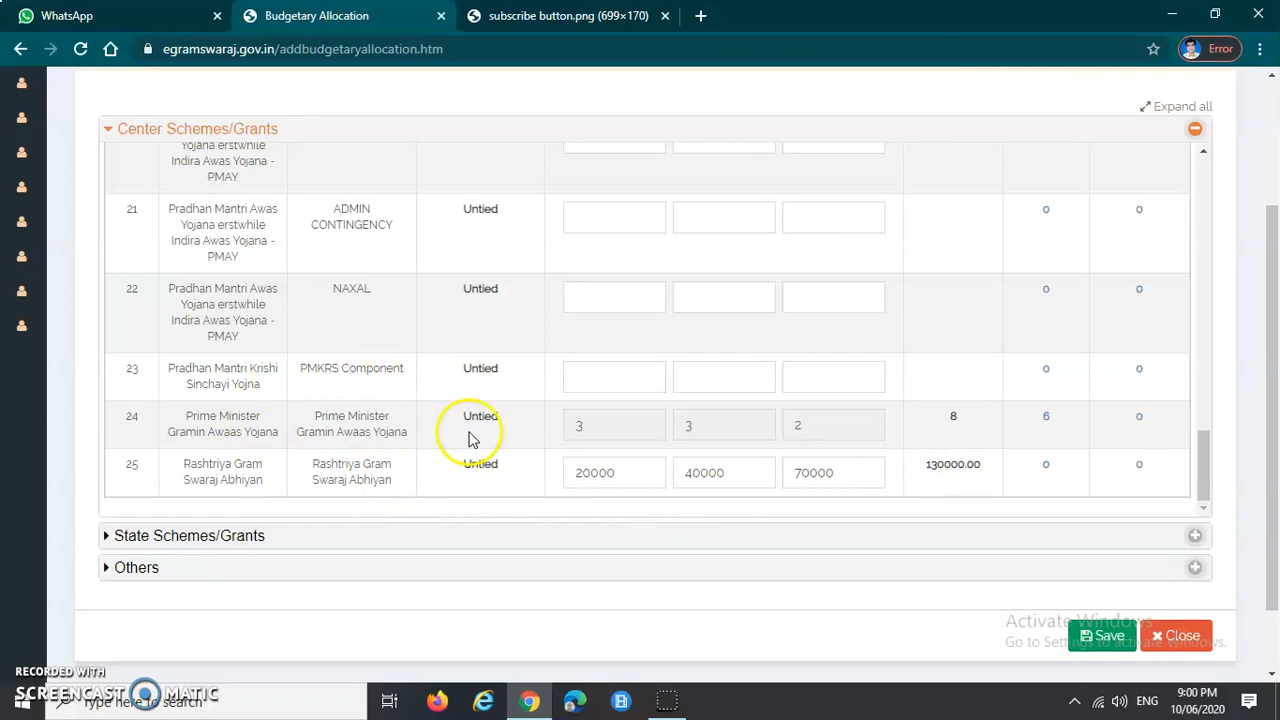 WhatsApp
Budgetary Allocation
subscribe button.png (699×170)
egramswaraj.gov.in/addbudgetaryallocation.htm
Error
Expand all
Center Schemes/Grants
Yojana erstwhile
Indira Awas Yojana -
PMAY
21
Pradhan Mantri Awas
Yojana erstwhile
Indira Awas Yojana -
PMAY
ADMIN
CONTINGENCY
Untied
0
0
22
Pradhan Mantri Awas
Yojana erstwhile
Indira Awas Yojana -
PMAY
NAXAL
Untied
0
0
23
Pradhan Mantri Krishi
Sinchayi Yojna
PMKRS Component
Untied
0
0
24
Prime Minister
Gramin Awaas Yojana
Prime Minister
Gramin Awaas Yojana
Untied
3
3
2
8
6
0
25
Rashtriya Gram
Swaraj Abhiyan
Rashtriya Gram
Swaraj Abhiyan
Untied
20000
40000
70000
130000.00
0
0
State Schemes/Grants
Others
Activate Windows
Go to Settings to activate Windows.
Save
Close
RECORDED WITH
SCREENCAST MATIC
Type here to search
ENG
9:00 PM
10/06/2020